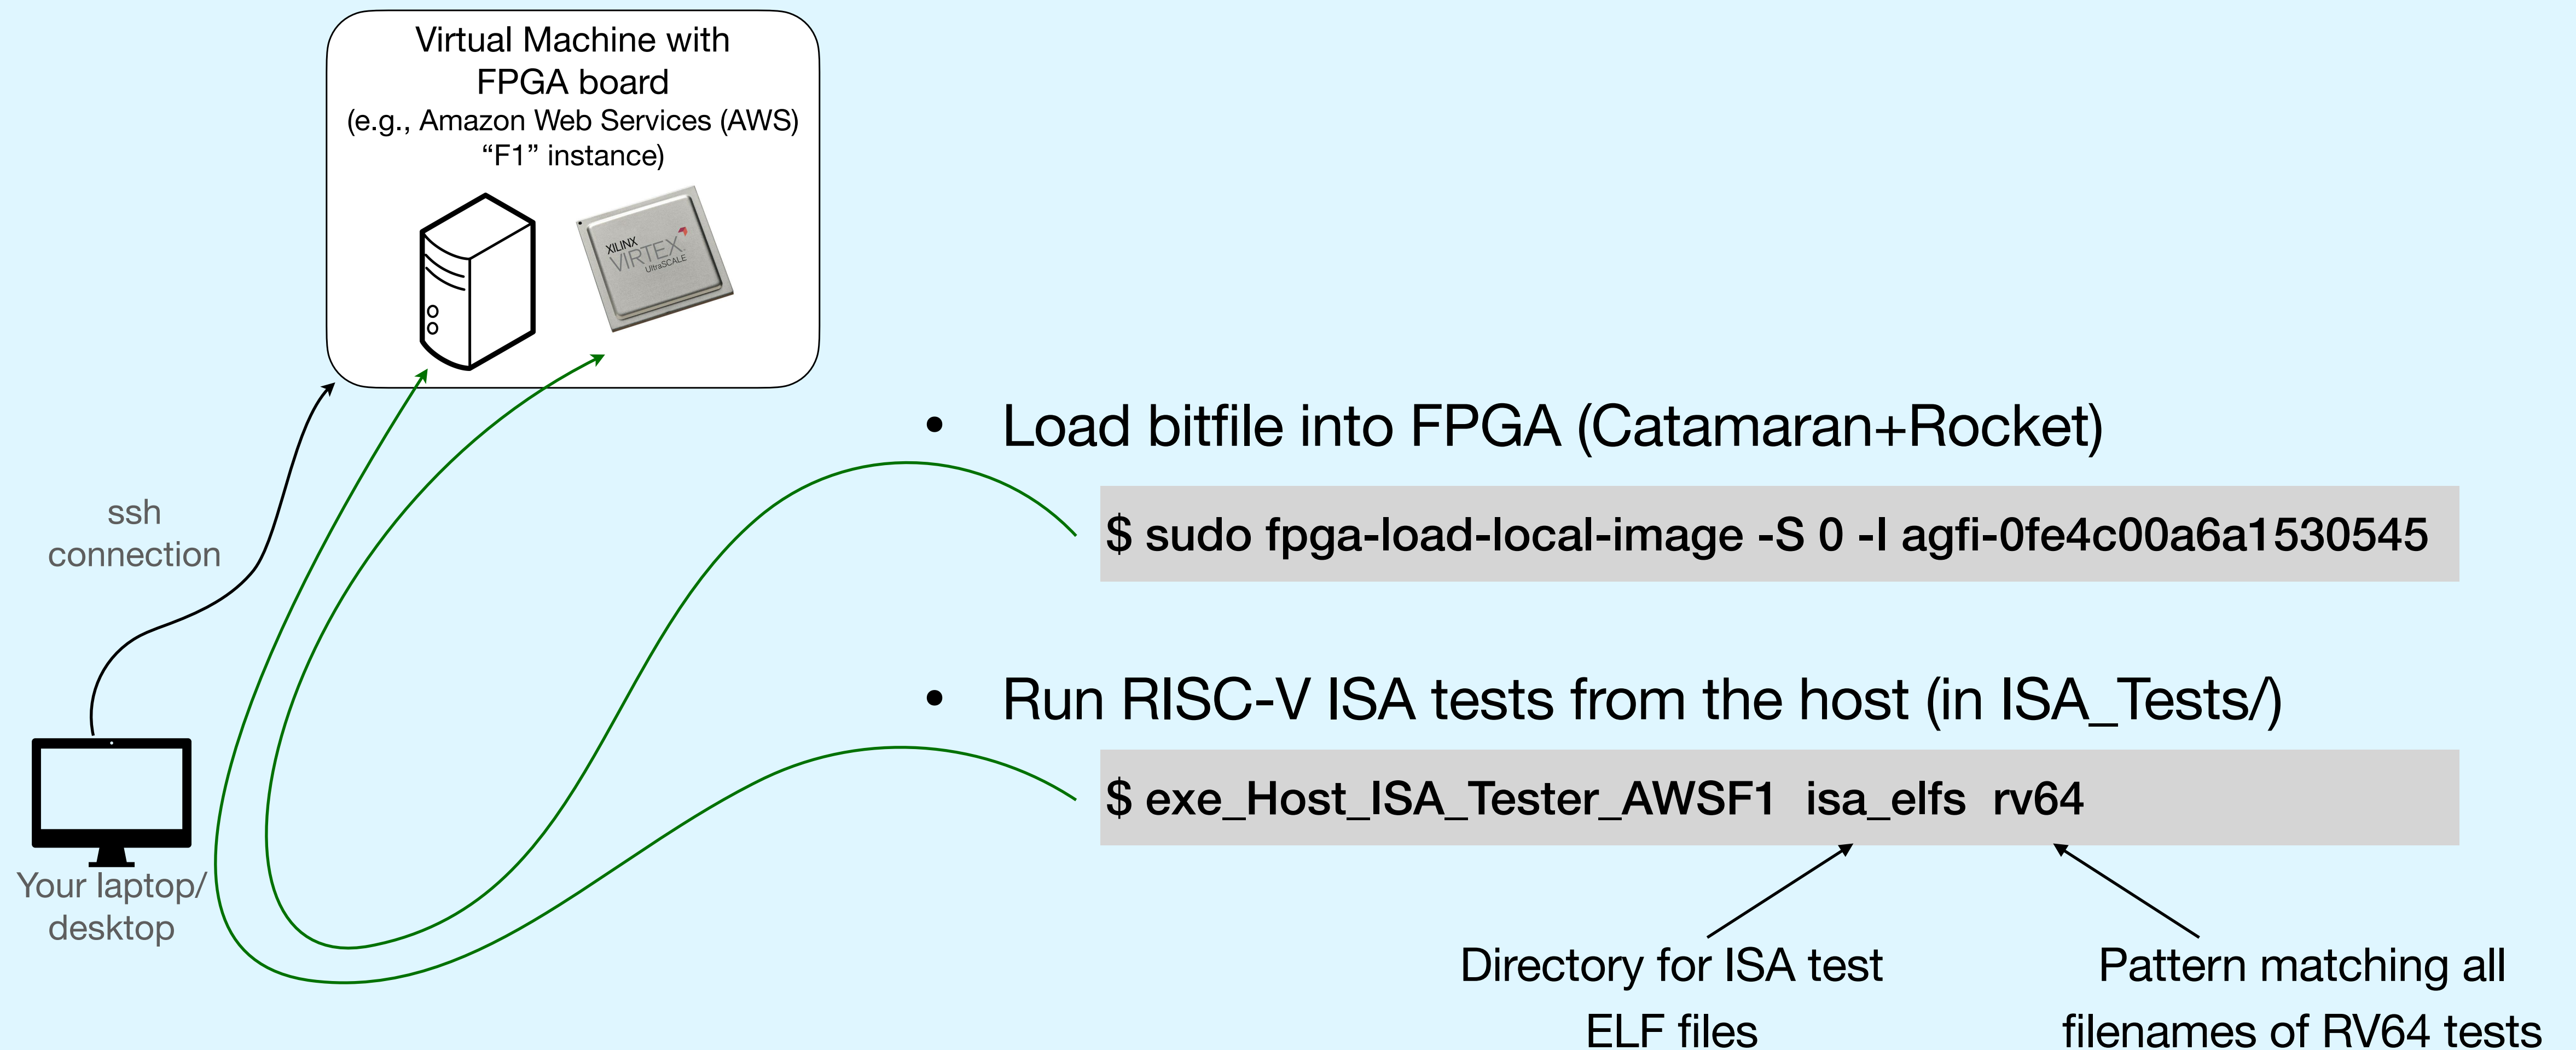 Virtual Machine with
FPGA board
(e.g., Amazon Web Services (AWS)
“F1” instance)
XILINX
VIRTEX
UltraSCALE
ssh
connection
Your laptop/
desktop
• Load bitfile into FPGA (Catamaran+Rocket)
$ sudo fpga-load-local-image -S 0 -I agfi-0fe4c00a6a1530545
• Run RISC-V ISA tests from the host (in ISA_Tests/)
$ exe_Host_ISA_Tester_AWSF1 isa_elfs rv64
Directory for ISA test
ELF files
Pattern matching all
filenames of RV64 tests